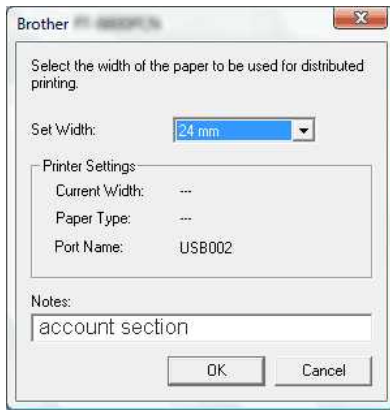 Brother
Select the width of the paper to be used for distributed
printing.
Set Width: 24 mm
Printer Settings
Current Width: ---
Paper Type: ---
Port Name: USB002
Notes:
account section
OK Cancel